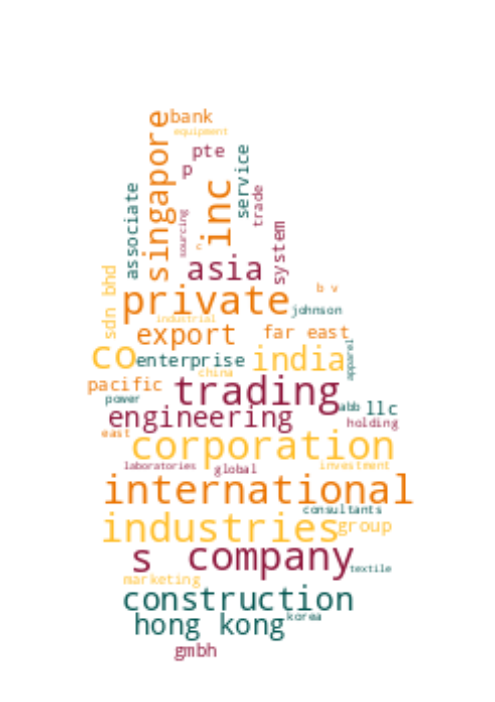 singapore
bank
equipment
pte
p
service
associate
inc
trade
sourcing
c
system
asia
sdn bhd
private
b v
johnson
industrial
export
far east
co
enterprise
india
apparel
china
pacific
trading
power
abb
llc
engineering
holding
east
corporation
laboratories
global
investment
international
consultants
industries
group
s
company
textile
marketing
construction
hong kong
korea
gmbh